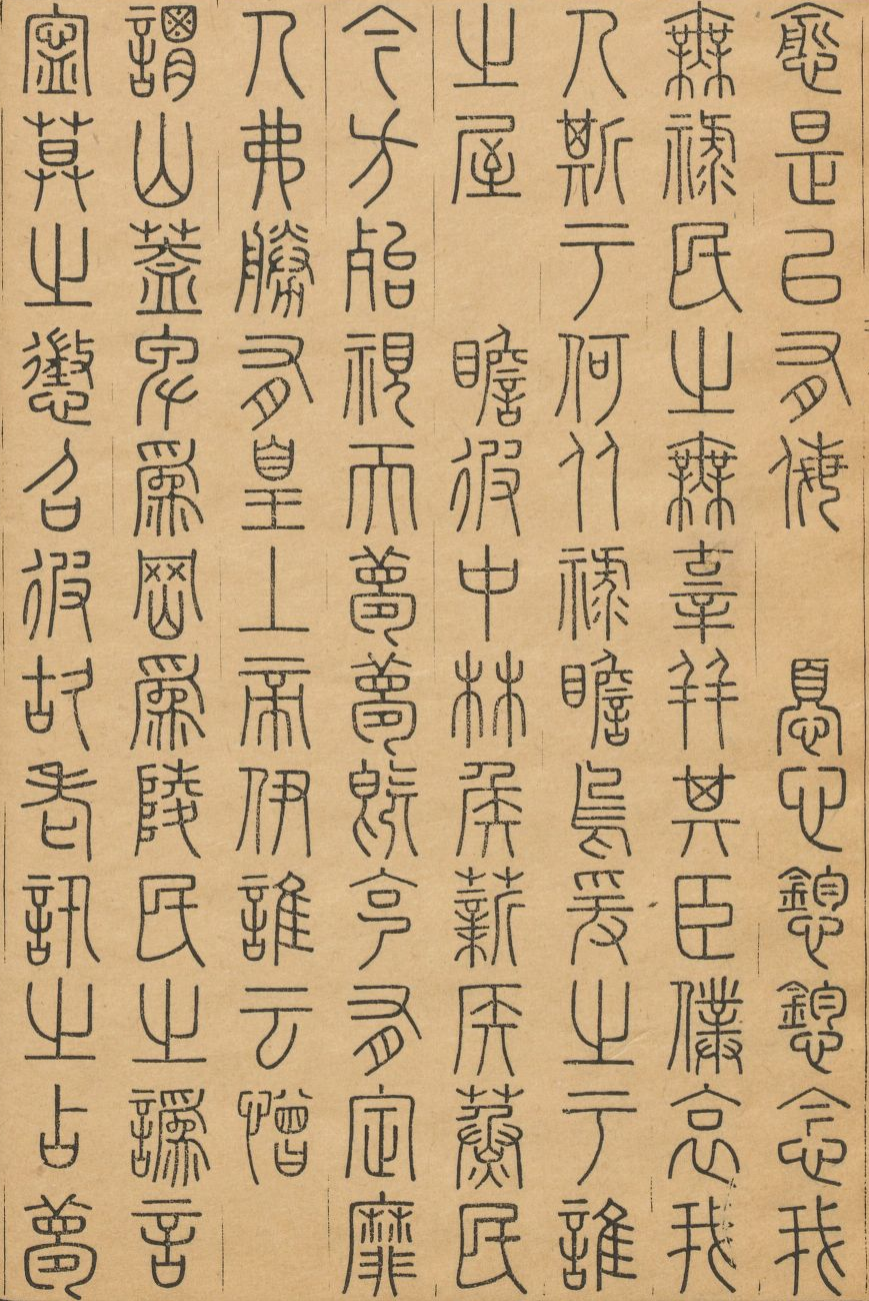 愈是以有侮 憂心惸惸念我
無祿民之無辜并其臣僕哀我
人斯于何从祿瞻烏爰止于誰
之屋 瞻彼中林侯薪侯蒸民
今方殆視天夢夢既克有定靡
人弗勝有皇上帝伊誰云憎
謂山蓋卑為岡為陵民之譌言
寧莫之懲召彼故老訊之占夢